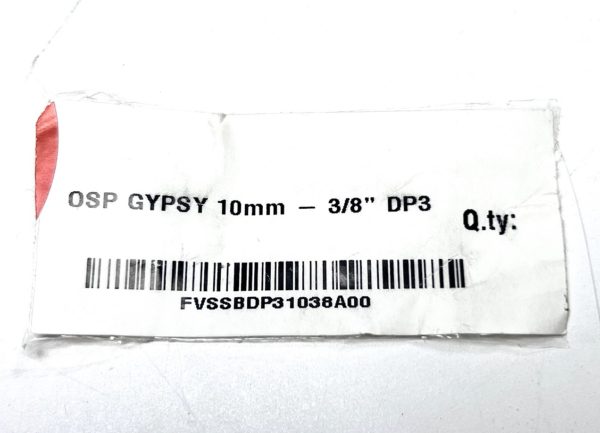 OSP GYPSY 10mm – 3/8" DP3
Q.ty:
FVSSBDP31038A00